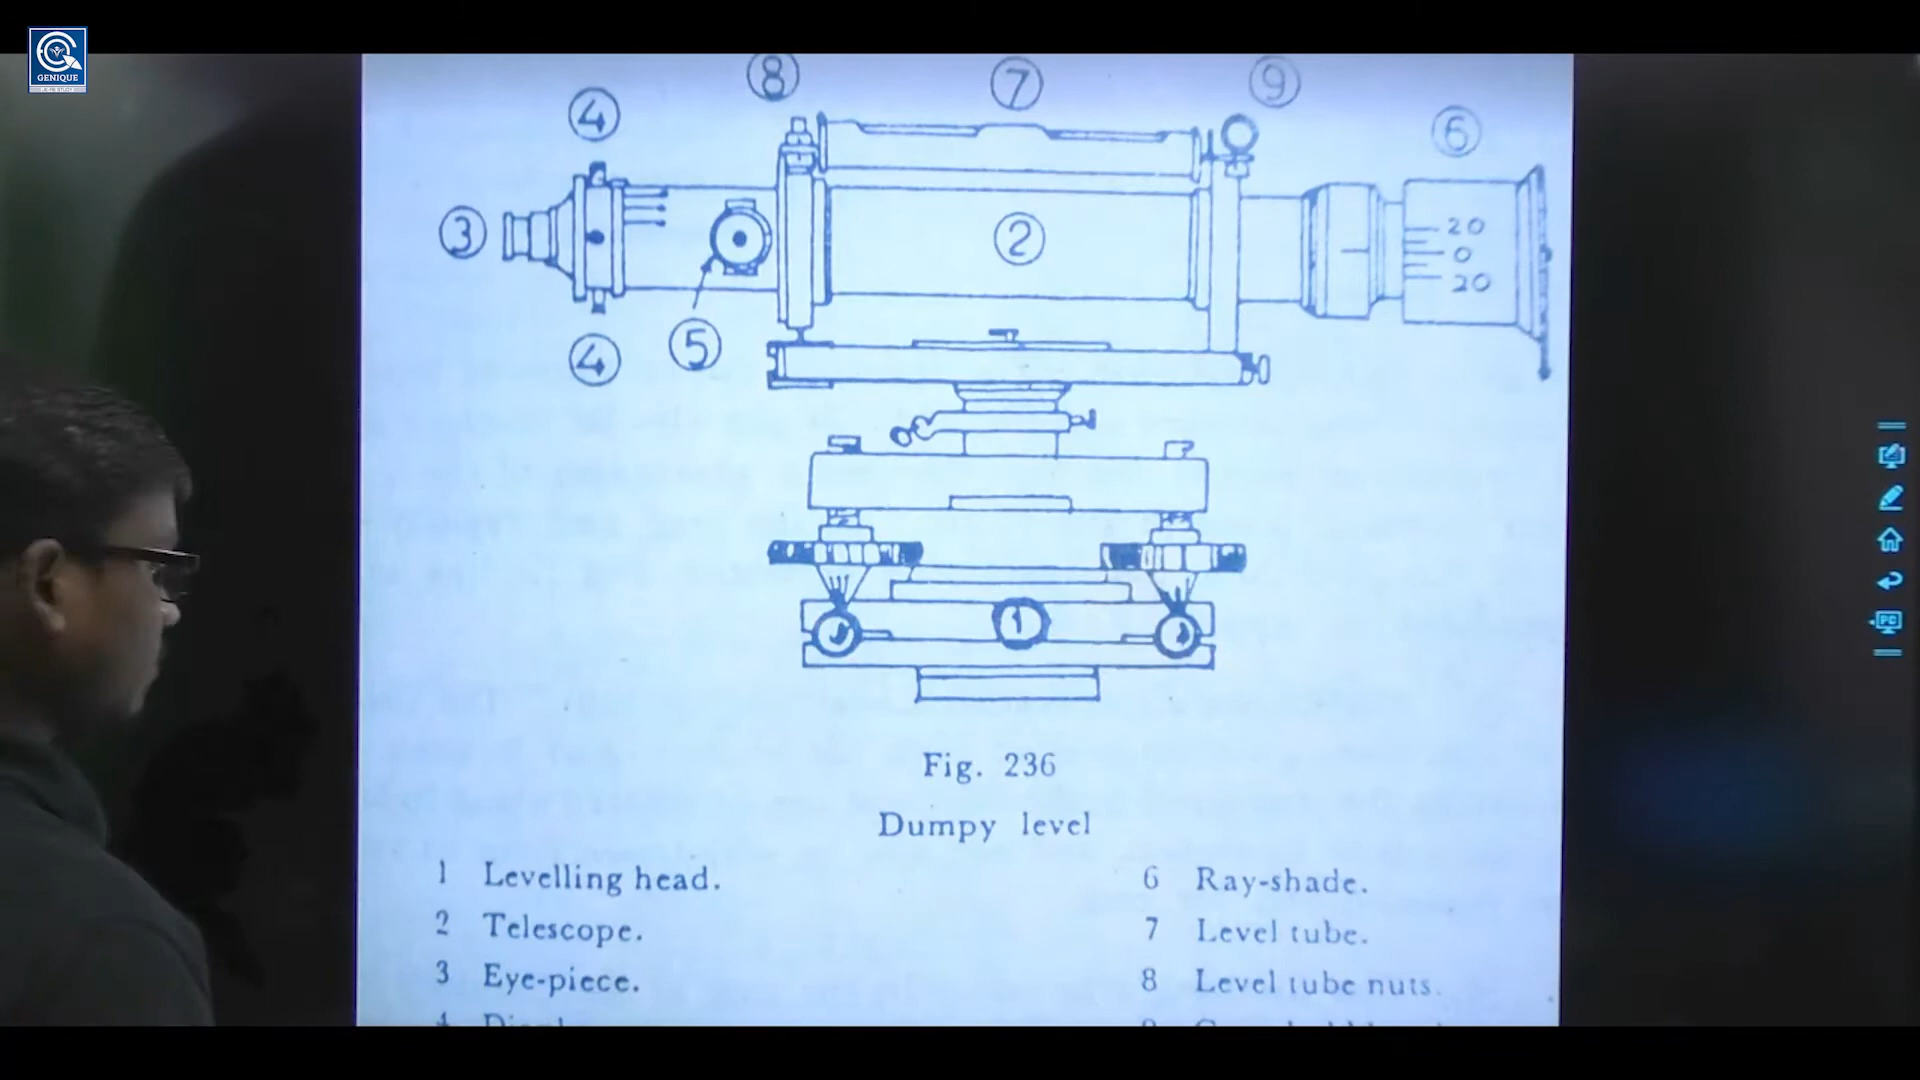 GENIQUE
8 7 9
4 6
3 2 20
0
20
5
4
1
Fig. 236
Dumpy level
1 Levelling head.
2 Telescope.
3 Eye-piece.
6 Ray-shade.
7 Level tube.
8 Level tube nuts.
PC